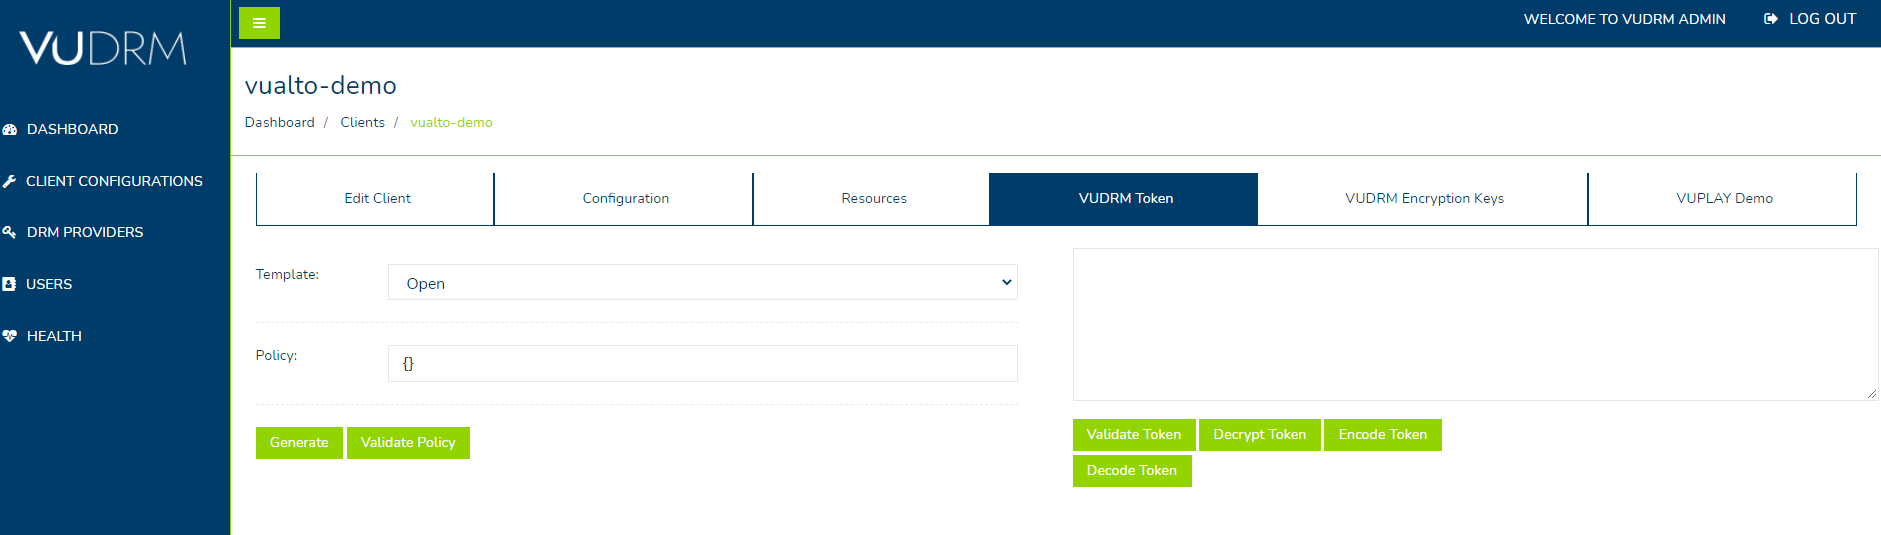 VUDRM
WELCOME TO VUDRM ADMIN
LOG OUT
DASHBOARD
CLIENT CONFIGURATIONS
DRM PROVIDERS
USERS
HEALTH
vualto-demo
Dashboard / Clients / vualto-demo
Edit Client
Configuration
Resources
VUDRM Token
VUDRM Encryption Keys
VUPLAY Demo
Template:
Open
Policy:
{}
Generate
Validate Policy
Validate Token
Decrypt Token
Encode Token
Decode Token